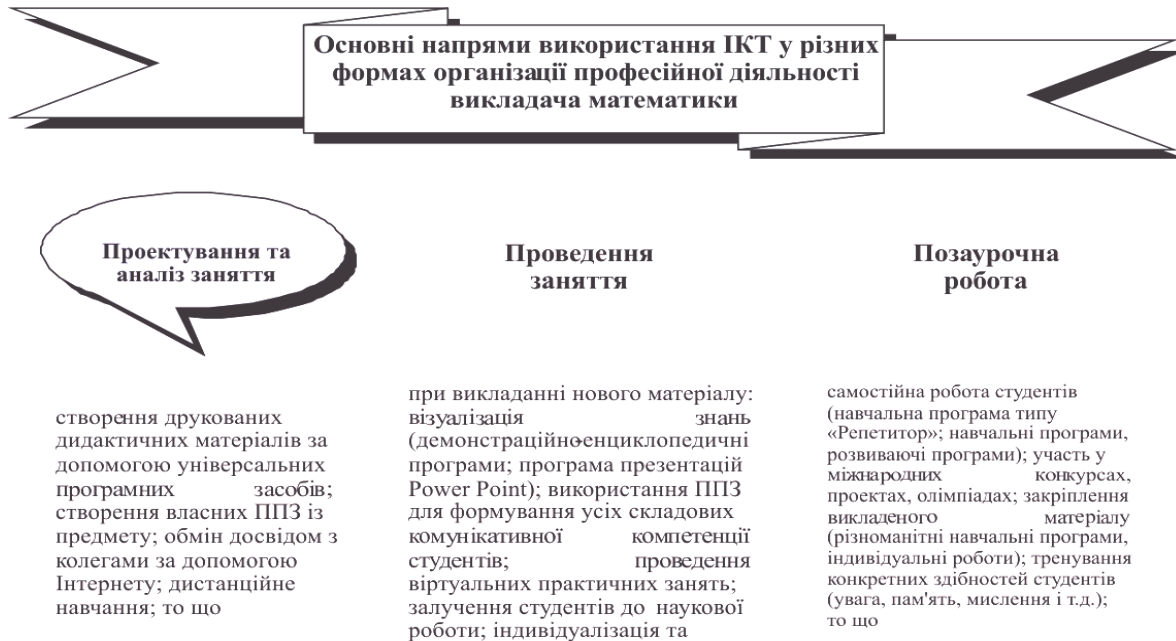 Основні напрями використання ІКТ у різних
формах організації професійної діяльності
викладача математики
Проектування та
аналіз заняття
Проведення
заняття
Позаурочна
робота
створення друкованих
дидактичних матеріалів за
допомогою універсальних
програмних засобів;
створення власних ППЗ із
предмету; обмін досвідом з
колегами за допомогою
Інтернету; дистанційне
навчання; то що
при викладанні нового матеріалу:
візуалізація знань
(демонстраційно-енциклопедичні
програми; програма презентацій
Power Point); використання ППЗ
для формування усіх складових
комунікативної компетенції
студентів; проведення
віртуальних практичних занять;
залучення студентів до наукової
роботи; індивідуалізація та
самостійна робота студентів
(навчальна програма типу
«Репетитор»; навчальні програми,
розвиваючі програми); участь у
міжнародних конкурсах,
проектах, олімпіадах; закріплення
викладеного матеріалу
(різноманітні навчальні програми,
індивідуальні роботи); тренування
конкретних здібностей студентів
(увага, пам'ять, мислення і т.д.);
то що